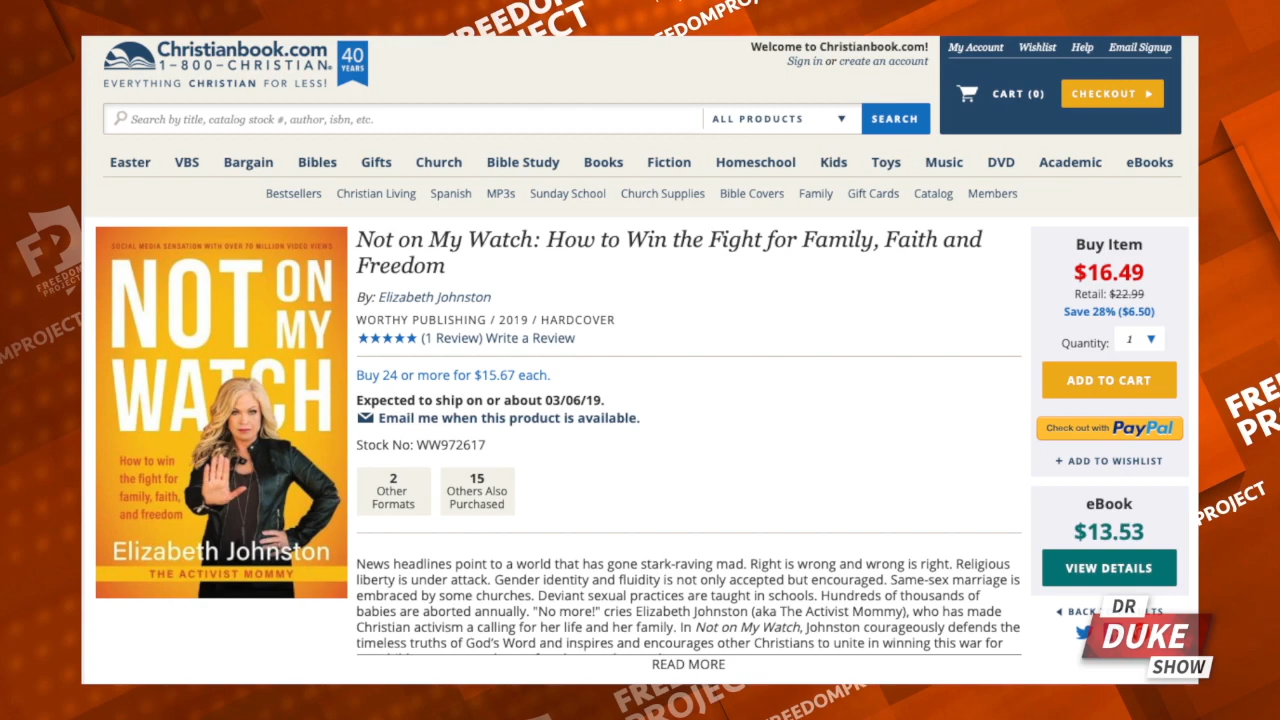 FREEDOMPROJECT
Christianbook.com
1-800-CHRISTIAN®
EVERYTHING CHRISTIAN FOR LESS!
40
YEARS
Welcome to Christianbook.com!
Sign in or create an account
My Account Wishlist Help Email Signup
CART (0)
CHECKOUT
Search by title, catalog stock #, author, isbn, etc.
ALL PRODUCTS
SEARCH
Easter VBS Bargain Bibles Gifts Church Bible Study Books Fiction Homeschool Kids Toys Music DVD Academic eBooks
Bestsellers Christian Living Spanish MP3s Sunday School Church Supplies Bible Covers Family Gift Cards Catalog Members
SOCIAL MEDIA SENSATION WITH OVER 70 MILLION VIDEO VIEWS
NOT ON
MY
WATCH
How to win
the fight for
family, faith,
and freedom
Elizabeth Johnston
THE ACTIVIST MOMMY
Not on My Watch: How to Win the Fight for Family, Faith and
Freedom
By: Elizabeth Johnston
WORTHY PUBLISHING / 2019 / HARDCOVER
★★★★★ (1 Review) Write a Review
Buy 24 or more for $15.67 each.
Expected to ship on or about 03/06/19.
Email me when this product is available.
Stock No: WW972617
2
Other
Formats
15
Others Also
Purchased
News headlines point to a world that has gone stark-raving mad. Right is wrong and wrong is right. Religious
liberty is under attack. Gender identity and fluidity is not only accepted but encouraged. Same-sex marriage is
embraced by some churches. Deviant sexual practices are taught in schools. Hundreds of thousands of
babies are aborted annually. "No more!" cries Elizabeth Johnston (aka The Activist Mommy), who has made
Christian activism a calling for her life and her family. In Not on My Watch, Johnston courageously defends the
timeless truths of God's Word and inspires and encourages other Christians to unite in winning this war for
READ MORE
Buy Item
$16.49
Retail: $22.99
Save 28% ($6.50)
Quantity: 1
ADD TO CART
Check out with PayPal
+ ADD TO WISHLIST
eBook
$13.53
VIEW DETAILS
BACK
DR
DUKE
SHOW